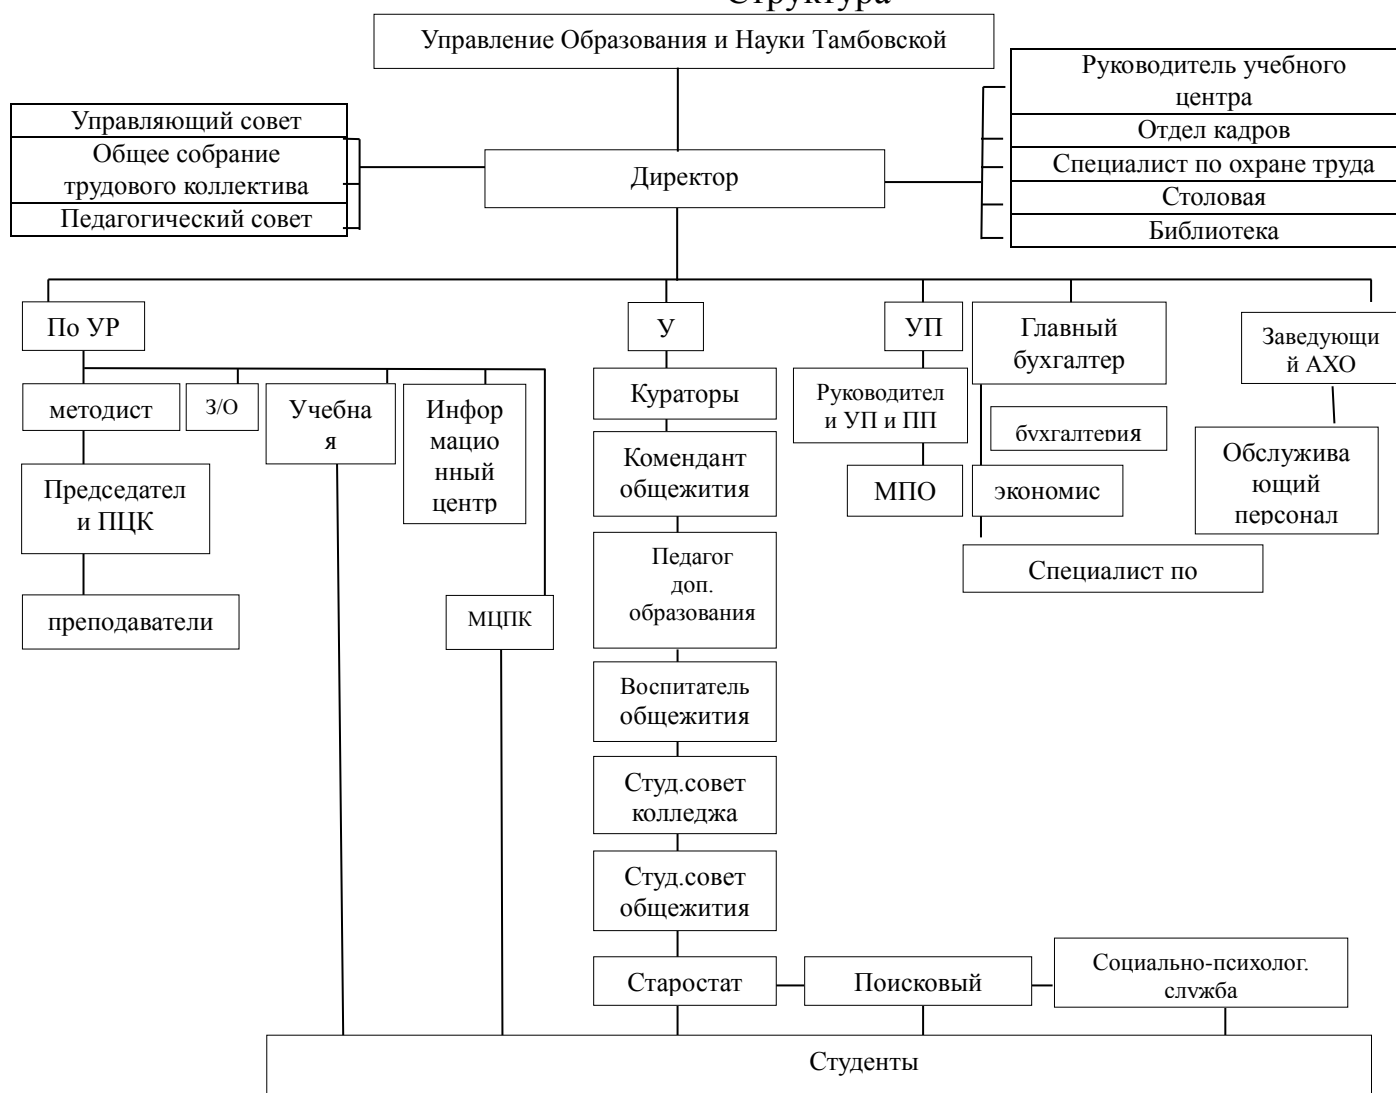 Структура
Управление Образования и Науки Тамбовской
Управляющий совет
Общее собрание
трудового коллектива
Педагогический совет
Директор
Руководитель учебного
центра
Отдел кадров
Специалист по охране труда
Столовая
Библиотека
По УР
У
УП
Главный
бухгалтер
Заведующи
й АХО
методист
З/О
Учебна
я
Инфор
мацио
нный
центр
Кураторы
Руководител
и УП и ПП
бухгалтерия
Обслужива
ющий
персонал
Председател
и ПЦК
Комендант
общежития
МПО
экономис
преподаватели
МЦПК
Педагог
доп.
образования
Специалист по
Воспитатель
общежития
Студ.совет
колледжа
Студ.совет
общежития
Старостат
Поисковый
Социально-психолог.
служба
Студенты